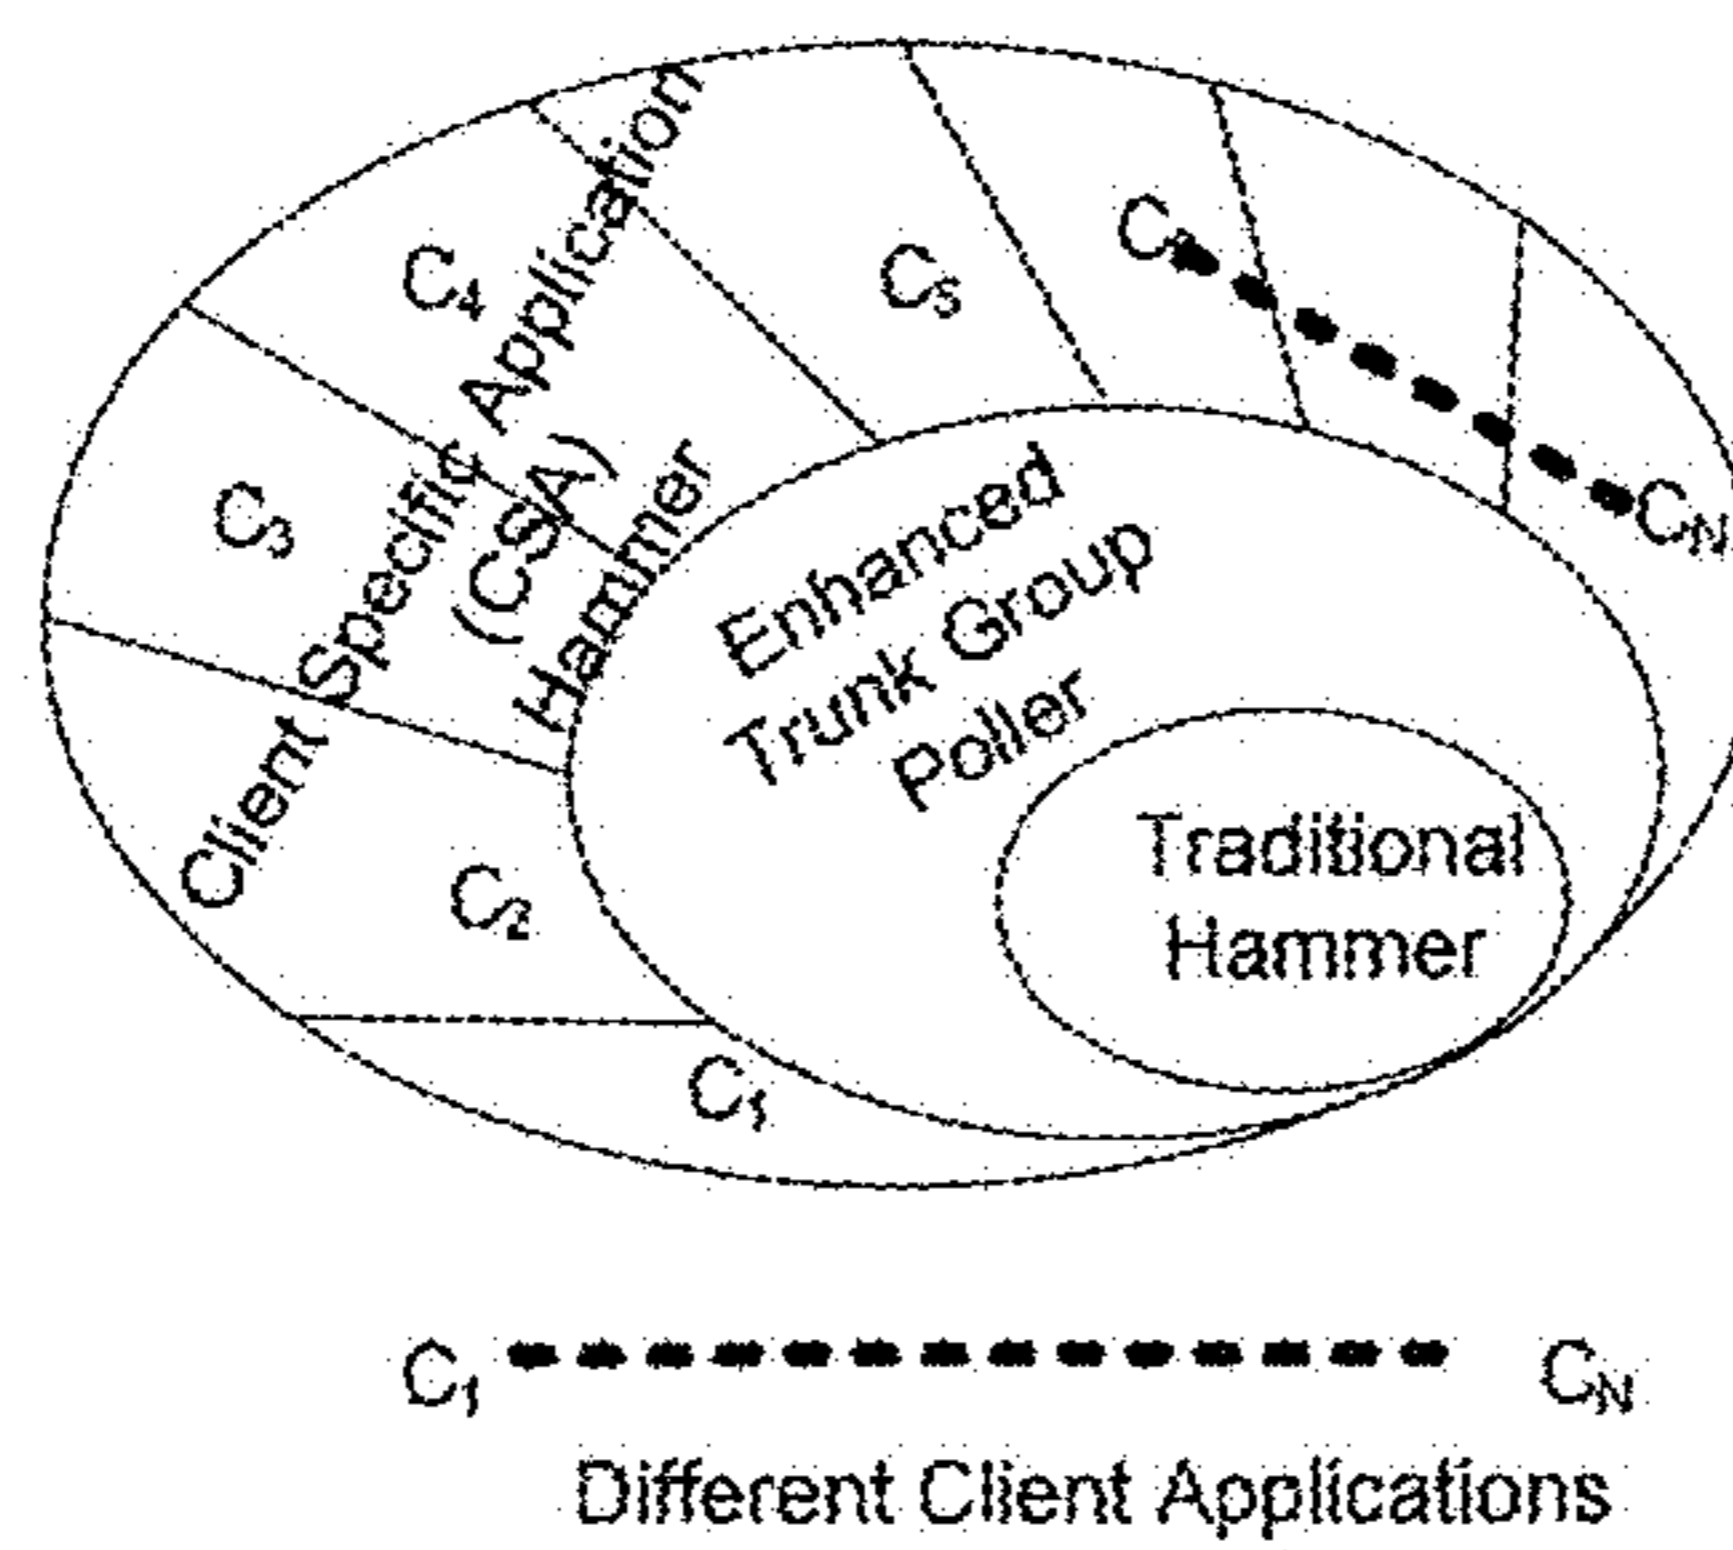 Client Specific Application
(CSA)
Hammer
C4
C5
C3
CN
C2
C1
Enhanced
Trunk Group
Poller
Traditional
Hammer
C1 CN
Different Client Applications